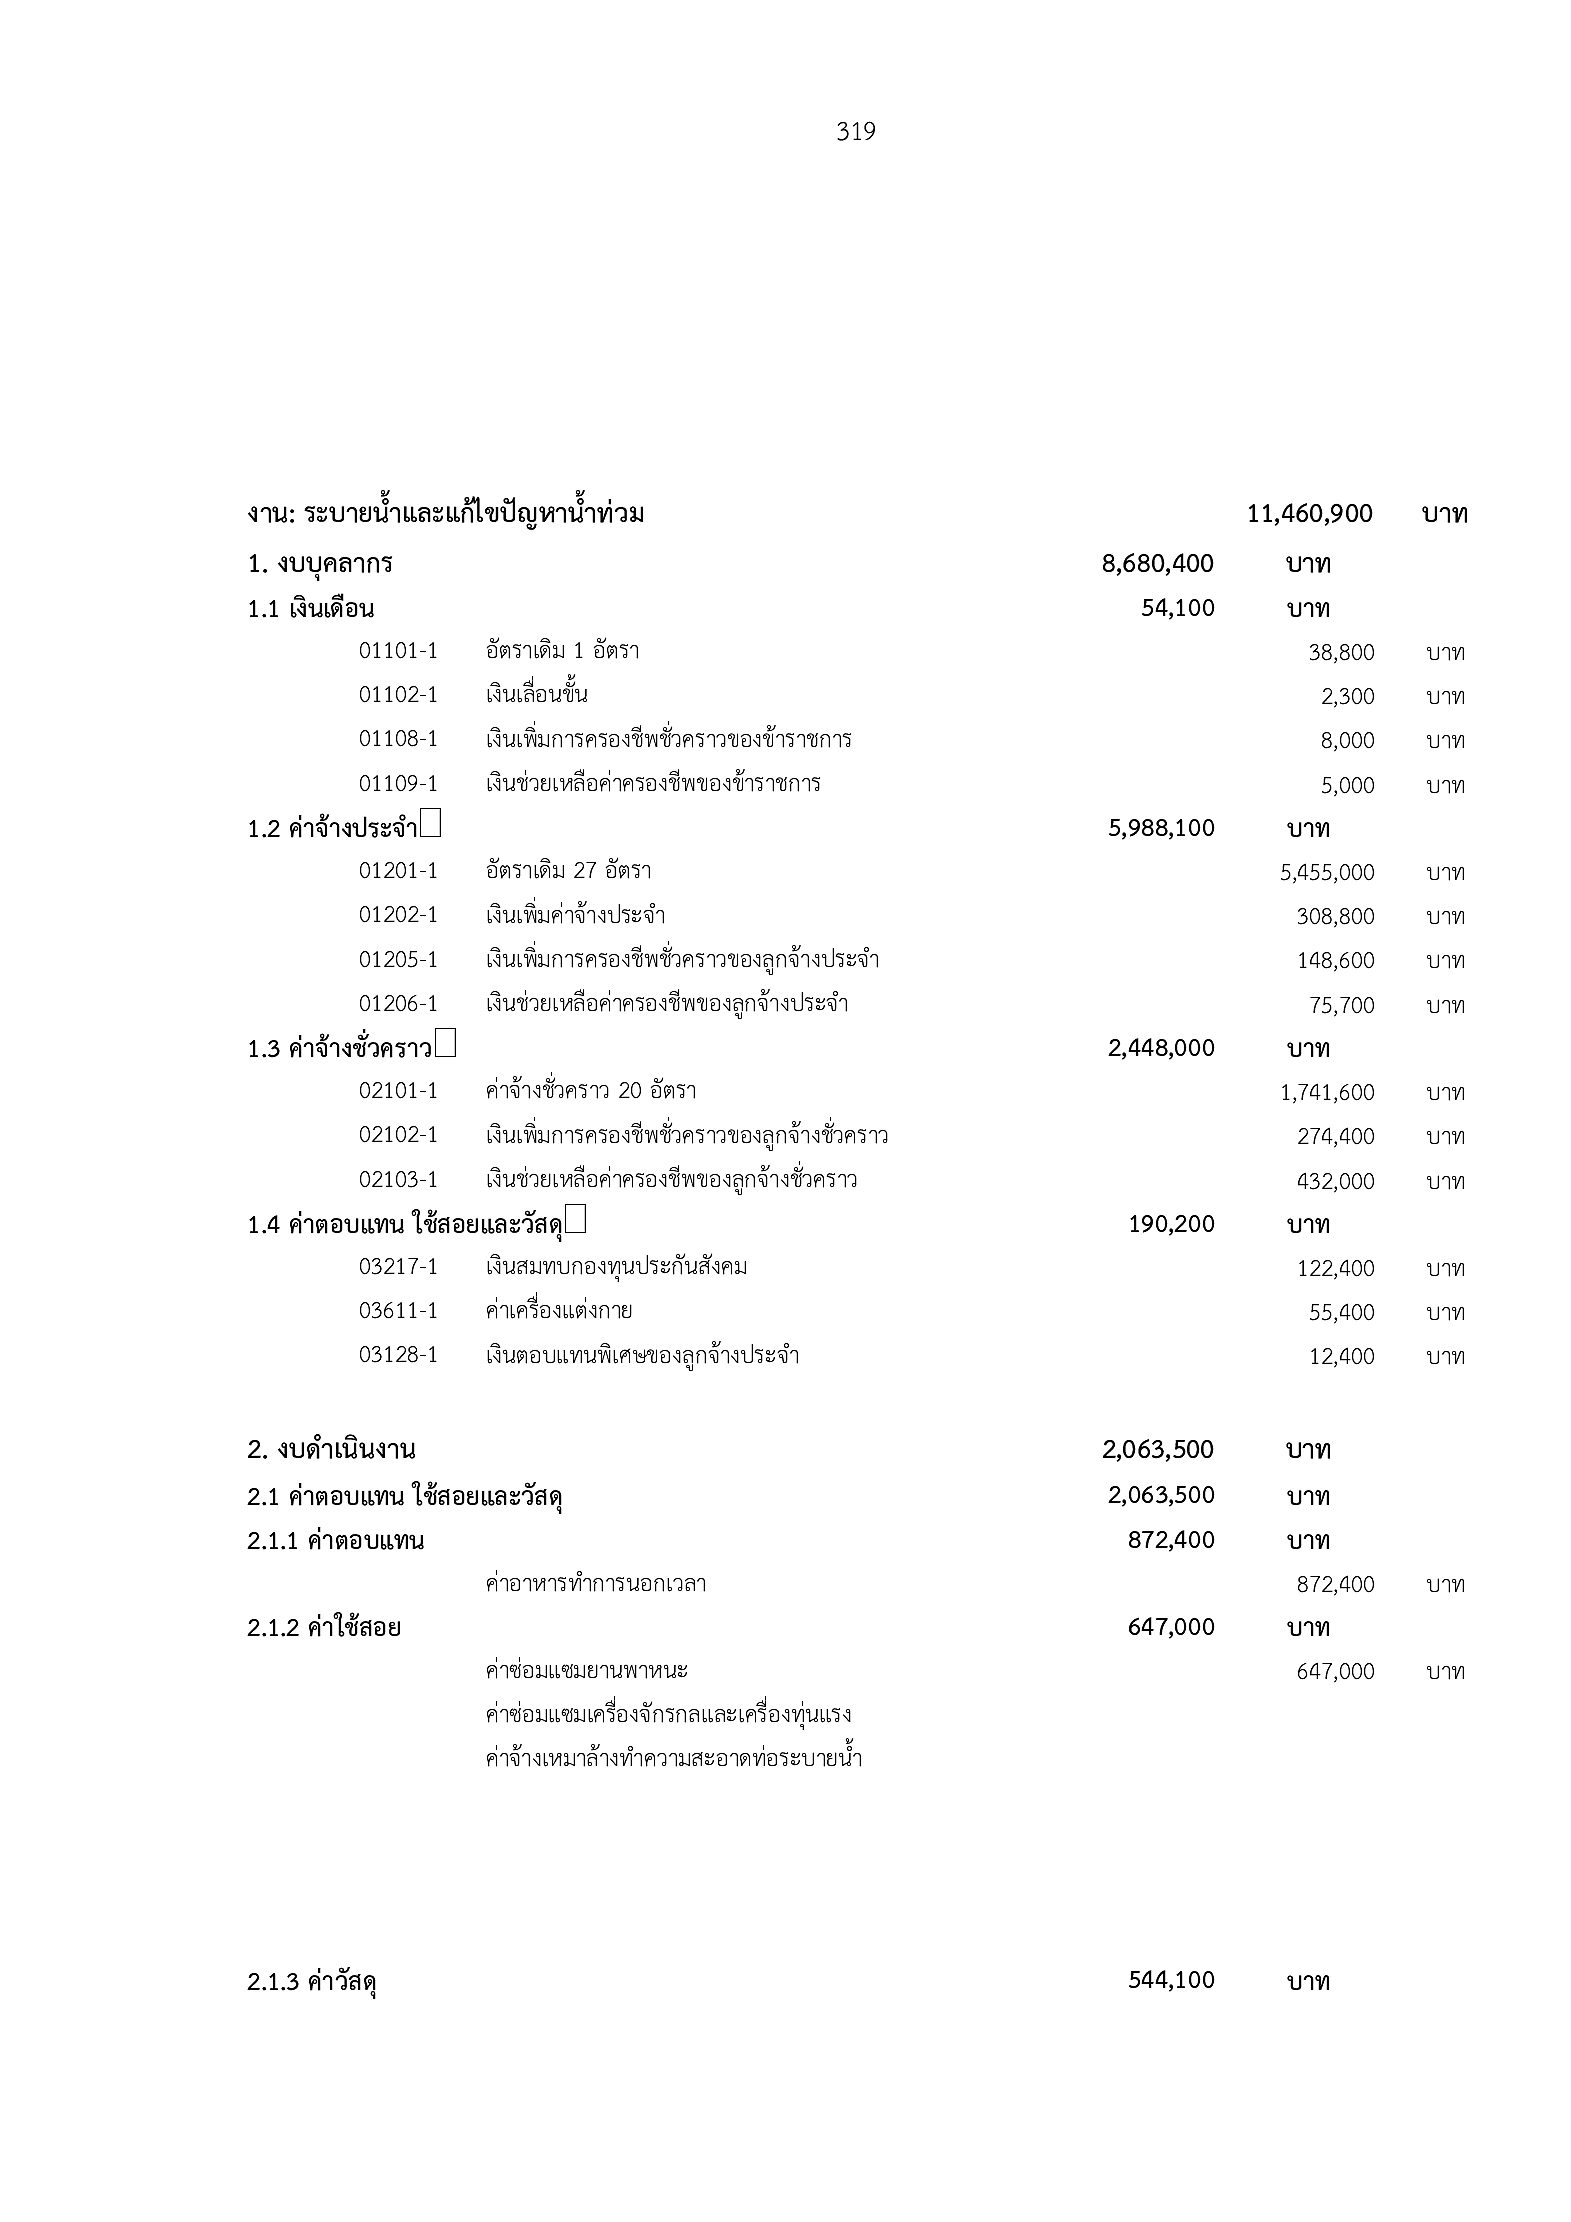 319
งาน: ระบายน้ำและแก้ไขปัญหาน้ำท่วม 11,460,900 บาท
1. งบบุคลากร 8,680,400 บาท
1.1 เงินเดือน 54,100 บาท
01101-1 อัตราเดิม 1 อัตรา 38,800 บาท
01102-1 เงินเลื่อนขั้น 2,300 บาท
01108-1 เงินเพิ่มการครองชีพชั่วคราวของข้าราชการ 8,000 บาท
01109-1 เงินช่วยเหลือค่าครองชีพของข้าราชการ 5,000 บาท
1.2 ค่าจ้างประจำ 5,988,100 บาท
01201-1 อัตราเดิม 27 อัตรา 5,455,000 บาท
01202-1 เงินเพิ่มค่าจ้างประจำ 308,800 บาท
01205-1 เงินเพิ่มการครองชีพชั่วคราวของลูกจ้างประจำ 148,600 บาท
01206-1 เงินช่วยเหลือค่าครองชีพของลูกจ้างประจำ 75,700 บาท
1.3 ค่าจ้างชั่วคราว 2,448,000 บาท
02101-1 ค่าจ้างชั่วคราว 20 อัตรา 1,741,600 บาท
02102-1 เงินเพิ่มการครองชีพชั่วคราวของลูกจ้างชั่วคราว 274,400 บาท
02103-1 เงินช่วยเหลือค่าครองชีพของลูกจ้างชั่วคราว 432,000 บาท
1.4 ค่าตอบแทน ใช้สอยและวัสดุ 190,200 บาท
03217-1 เงินสมทบกองทุนประกันสังคม 122,400 บาท
03611-1 ค่าเครื่องแต่งกาย 55,400 บาท
03128-1 เงินตอบแทนพิเศษของลูกจ้างประจำ 12,400 บาท
2. งบดำเนินงาน 2,063,500 บาท
2.1 ค่าตอบแทน ใช้สอยและวัสดุ 2,063,500 บาท
2.1.1 ค่าตอบแทน 872,400 บาท
ค่าอาหารทำการนอกเวลา 872,400 บาท
2.1.2 ค่าใช้สอย 647,000 บาท
ค่าซ่อมแซมยานพาหนะ 647,000 บาท
ค่าซ่อมแซมเครื่องจักรกลและเครื่องทุ่นแรง
ค่าจ้างเหมาล้างทำความสะอาดท่อระบายน้ำ
2.1.3 ค่าวัสดุ 544,100 บาท